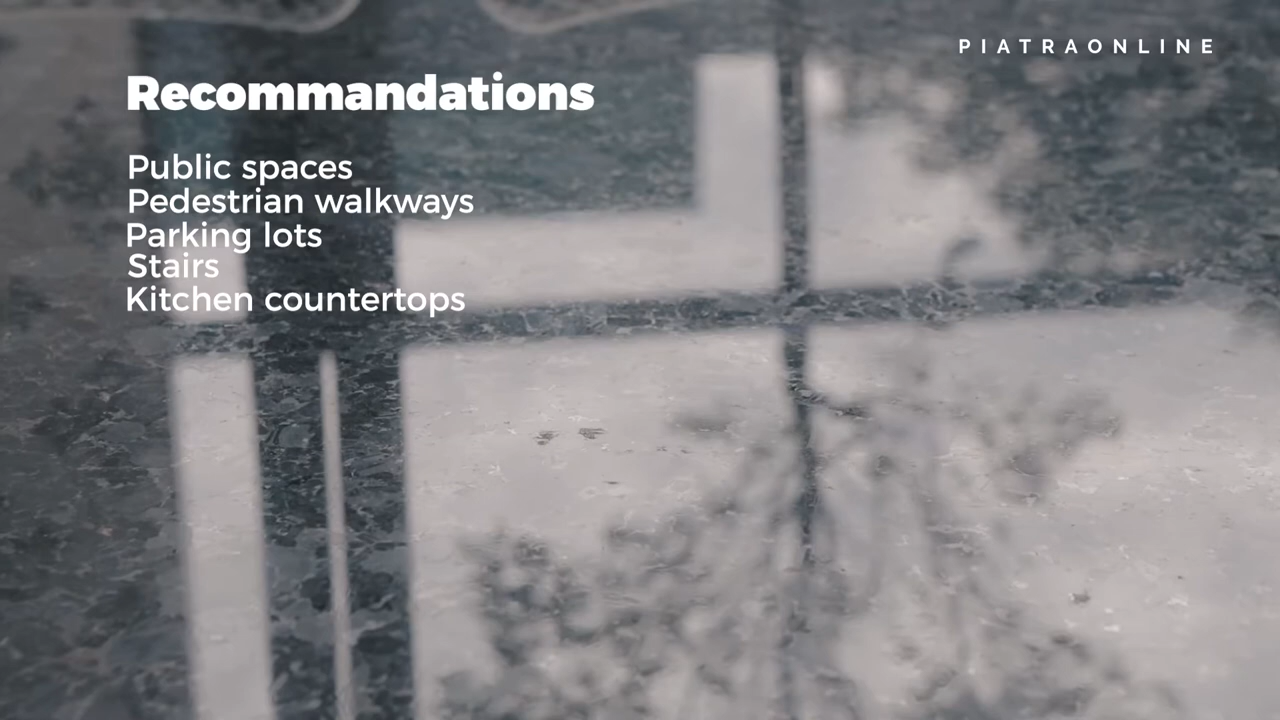 PIATRAONLINE
Recommandations
Public spaces
Pedestrian walkways
Parking lots
Stairs
Kitchen countertops